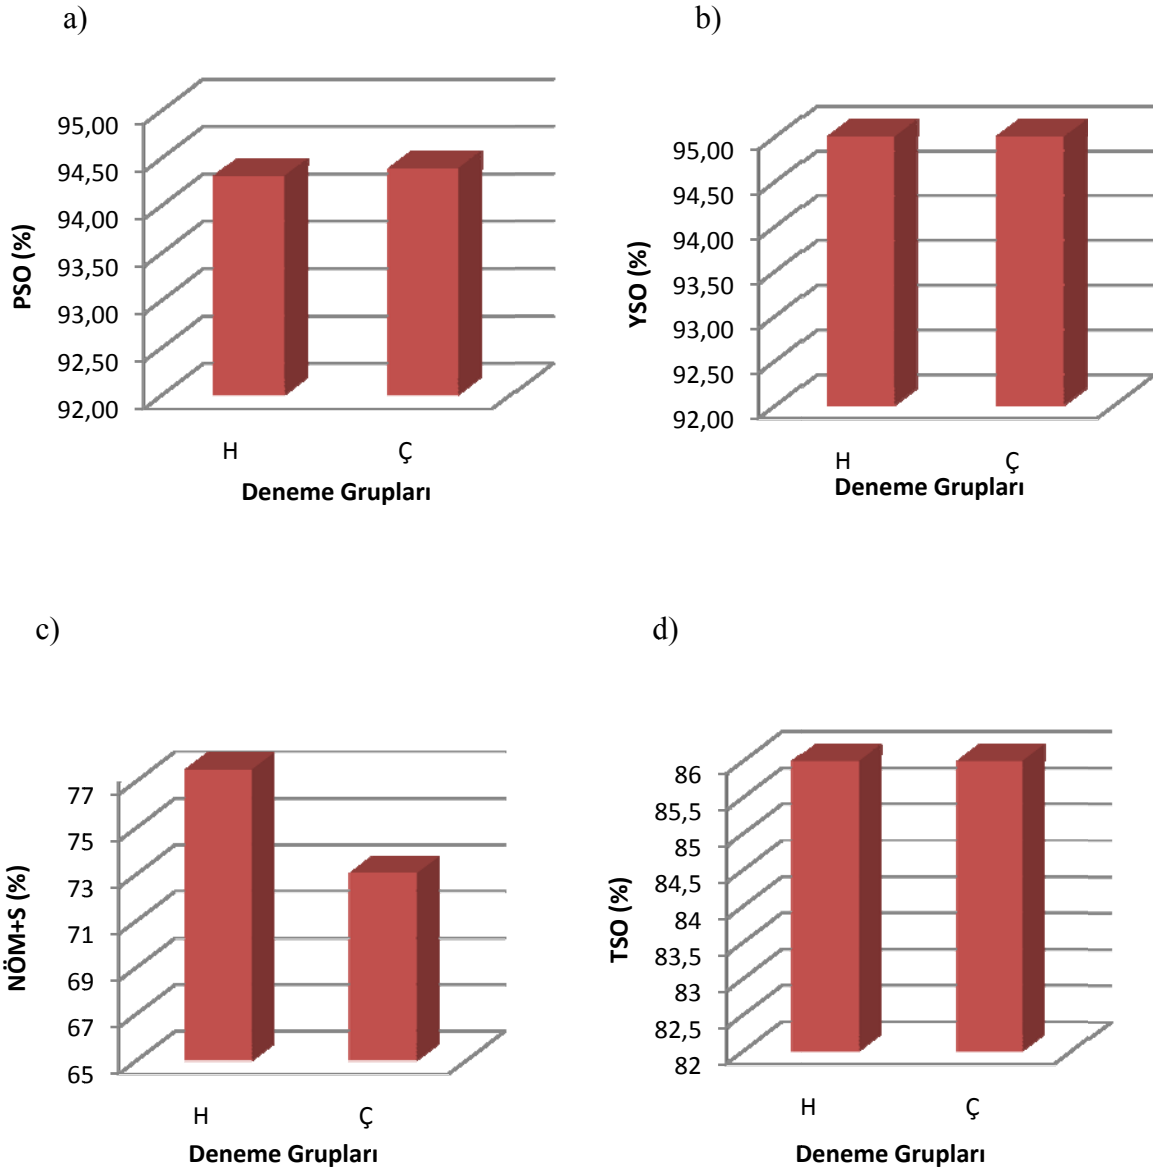 a)
95,00
94,50
94,00
93,50
93,00
92,50
92,00
PSO (%)
H Ç
Deneme Grupları
b)
95,00
94,50
94,00
93,50
93,00
92,50
92,00
YSO (%)
H Ç
Deneme Grupları
c)
77
75
73
71
69
67
65
NÖM+S (%)
H Ç
Deneme Grupları
d)
86
85,5
85
84,5
84
83,5
83
82,5
82
TSO (%)
H Ç
Deneme Grupları